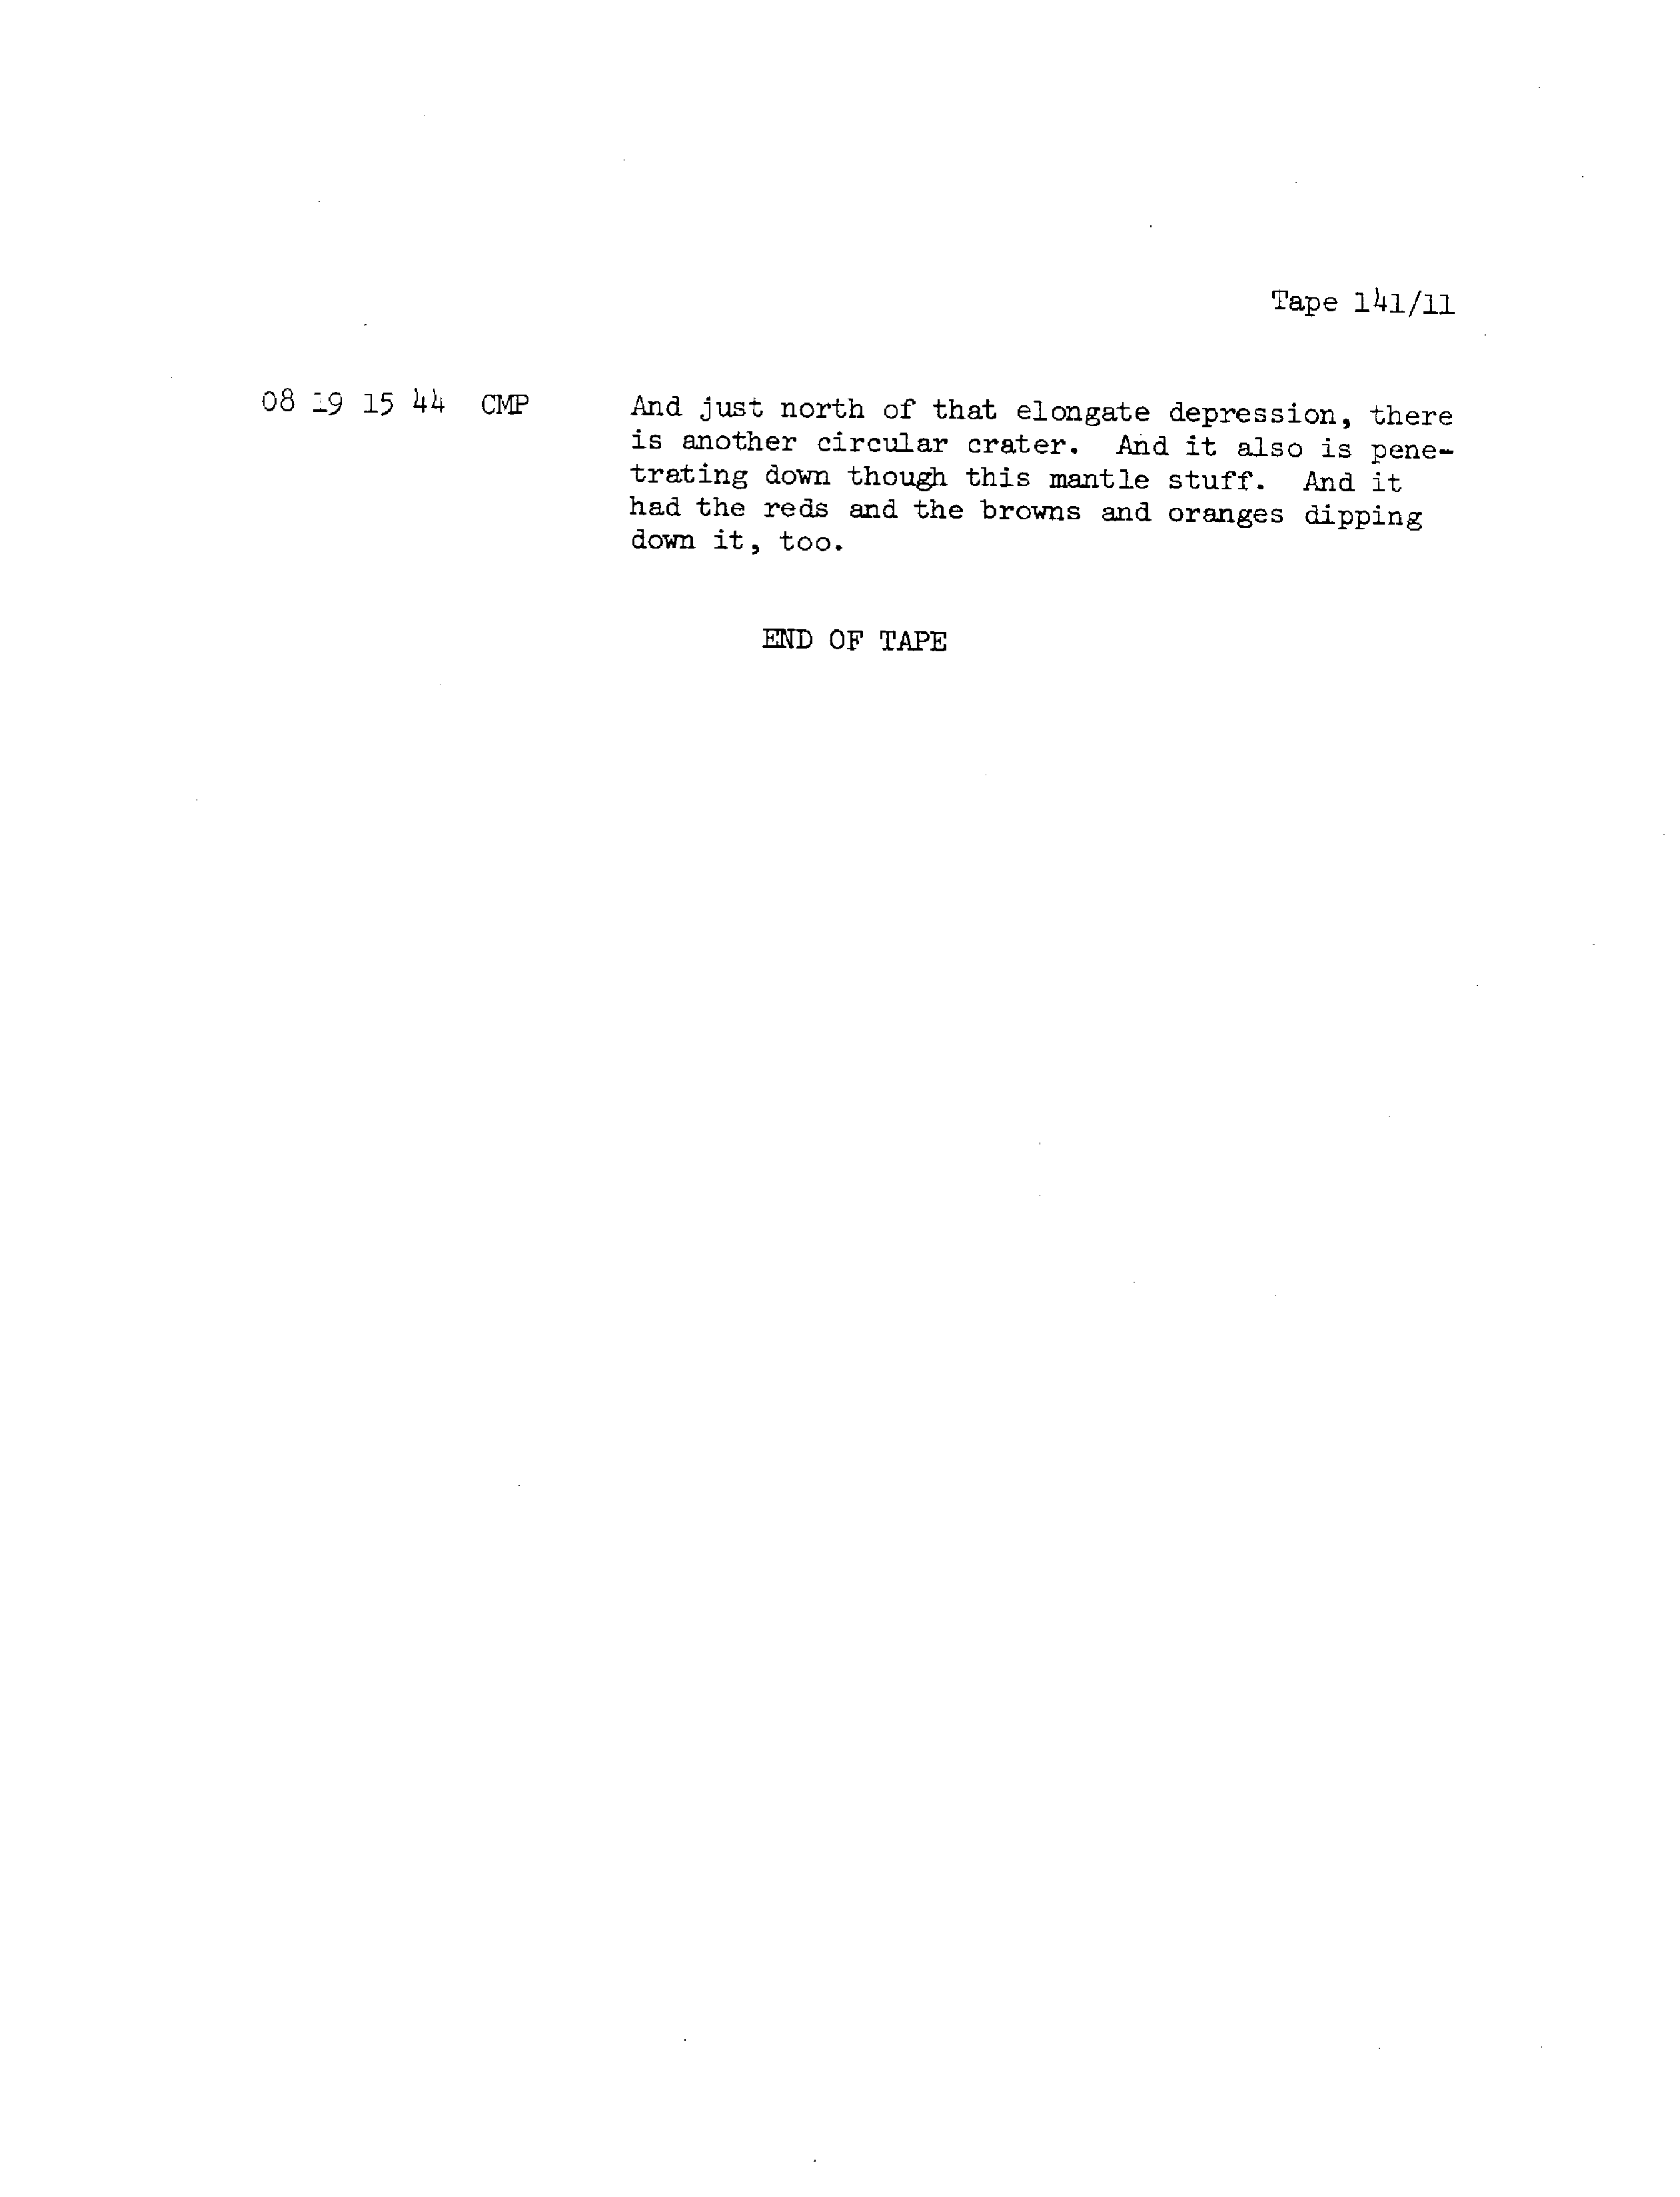 Tape 141/11
08 19 15 44 CMP And just north of that elongate depression, there
is another circular crater. And it also is pene-
trating down though this mantle stuff. And it
had the reds and the browns and oranges dipping
down it, too.
END OF TAPE